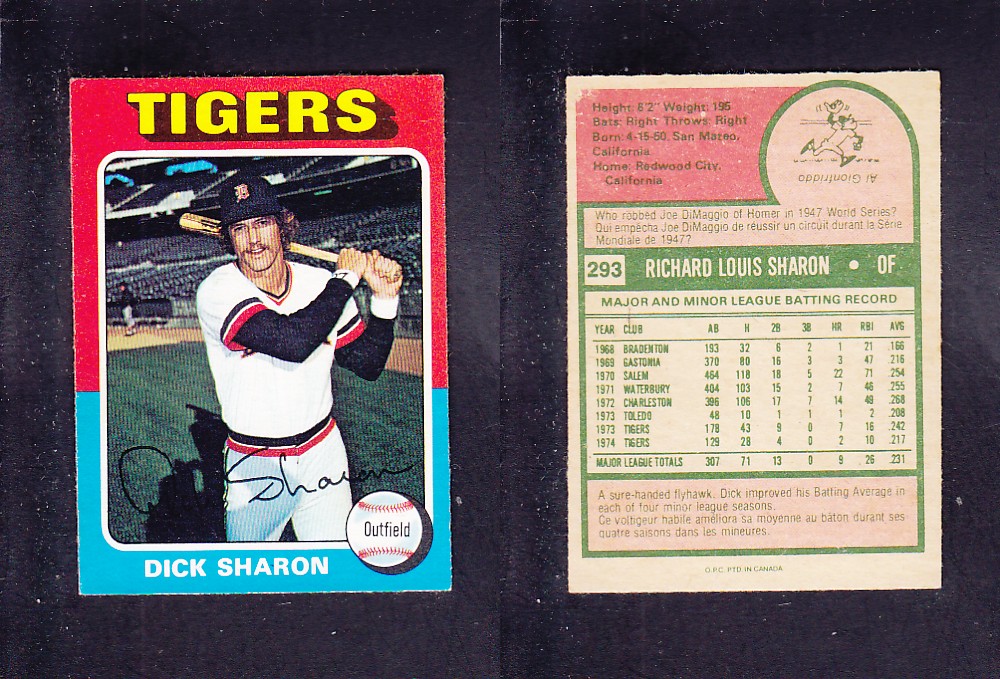 TIGERS
Dick Sharon
Outfield
DICK SHARON
Height: 6'2" Weight: 195
Bats: Right Throws: Right
Born: 4-15-50, San Mateo,
California
Home: Redwood City,
California
Al Gionfriddo
Who robbed Joe DiMaggio of Homer in 1947 World Series?
Qui empêcha Joe DiMaggio de réussir un circuit durant la Série
Mondiale de 1947?
293 RICHARD LOUIS SHARON • OF
MAJOR AND MINOR LEAGUE BATTING RECORD
YEAR CLUB AB H 2B 3B HR RBI AVG
1968 BRADENTON 193 32 6 2 1 21 .166
1969 GASTONIA 370 80 16 3 3 47 .216
1970 SALEM 464 118 18 5 22 71 .254
1971 WATERBURY 404 103 15 2 7 46 .255
1972 CHARLESTON 396 106 17 7 14 49 .268
1973 TOLEDO 48 10 1 1 1 2 .208
1973 TIGERS 178 43 9 0 7 16 .242
1974 TIGERS 129 28 4 0 2 10 .217
MAJOR LEAGUE TOTALS 307 71 13 0 9 26 .231
A sure-handed flyhawk, Dick improved his Batting Average in
each of four minor league seasons.
Ce voltigeur habile améliora sa moyenne au bâton durant ses
quatre saisons dans les mineures.
O.P.C. PTD. IN CANADA